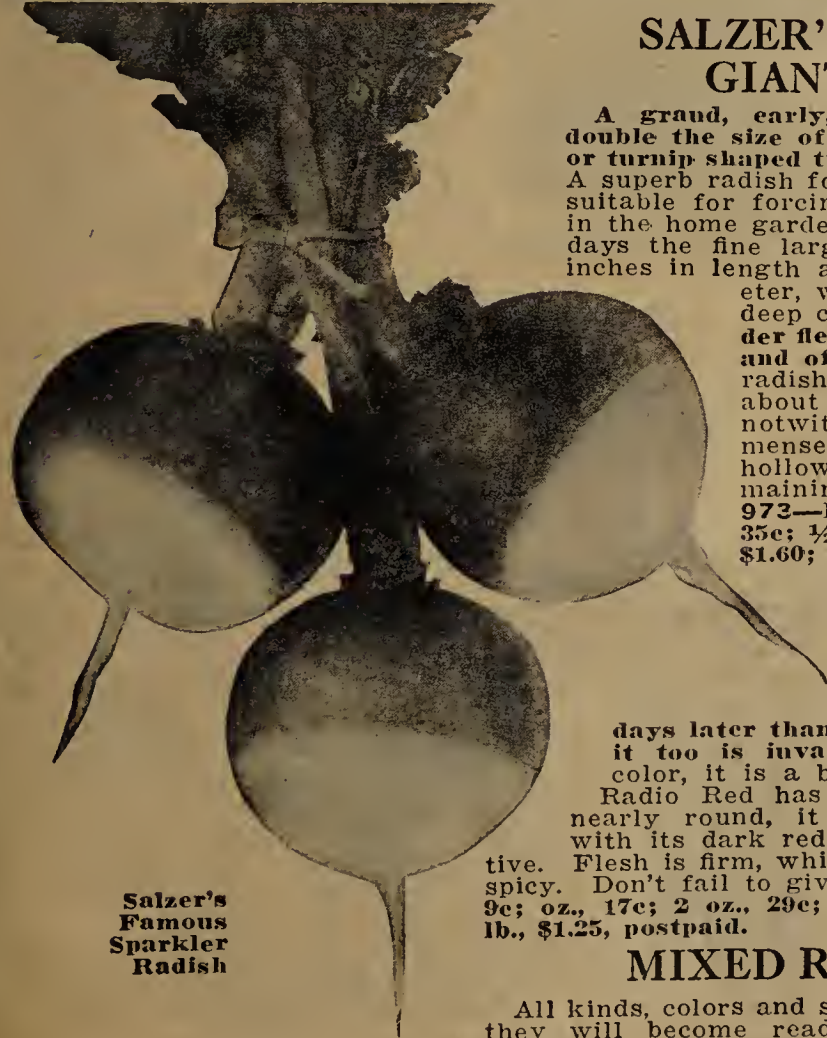 SALZER'
GIANT
A grand, early,
double the size of
or turnip shaped t
A superb radish fo
suitable for forcin
in the home garde
days the fine larg
inches in length a
eter, w
deep c
der fle
and of
radish
about
notwit
mense
hollow
mainin
973—
35c; ½
$1.60;
days later than
it too is inva
color, it is a b
Radio Red has
nearly round, it
with its dark red
tive. Flesh is firm, whi
spicy. Don't fail to giv
9c; oz., 17c; 2 oz., 29c;
lb., $1.25, postpaid.
Salzer's
Famous
Sparkler
Radish
MIXED R
All kinds, colors and s
they will become read